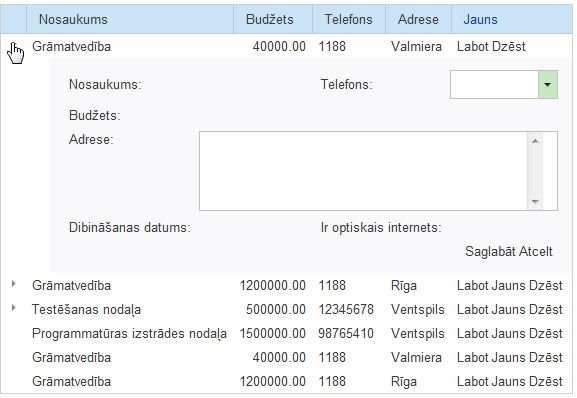 Nosaukums Budžets Telefons Adrese Jauns
Grāmatvedība 40000.00 1188 Valmiera Labot Dzēst
Nosaukums: Telefons:
Budžets:
Adrese:
Dibināšanas datums: Ir optiskais internets:
Saglabāt Atcelt
Grāmatvedība 1200000.00 1188 Rīga Labot Jauns Dzēst
Testēšanas nodaļa 500000.00 12345678 Ventspils Labot Jauns Dzēst
Programmatūras izstrādes nodaļa 1500000.00 98765410 Ventspils Labot Jauns Dzēst
Grāmatvedība 40000.00 1188 Valmiera Labot Jauns Dzēst
Grāmatvedība 1200000.00 1188 Rīga Labot Jauns Dzēst